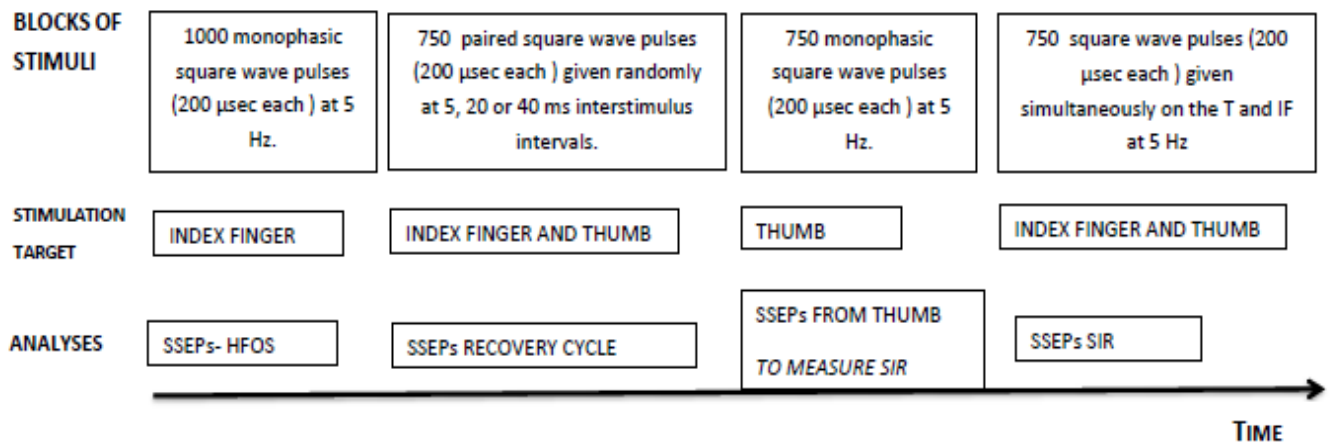 BLOCKS OF
STIMULI
1000 monophasic
square wave pulses
(200 µsec each ) at 5
Hz.
750 paired square wave pulses
(200 µsec each ) given randomly
at 5, 20 or 40 ms interstimulus
intervals.
750 monophasic
square wave pulses
(200 µsec each ) at 5
Hz.
750 square wave pulses (200
µsec each ) given
simultaneously on the T and IF
at 5 Hz
STIMULATION
TARGET
INDEX FINGER
INDEX FINGER AND THUMB
THUMB
INDEX FINGER AND THUMB
ANALYSES
SSEPs- HFOS
SSEPs RECOVERY CYCLE
SSEPs FROM THUMB
TO MEASURE SIR
SSEPs SIR
TIME